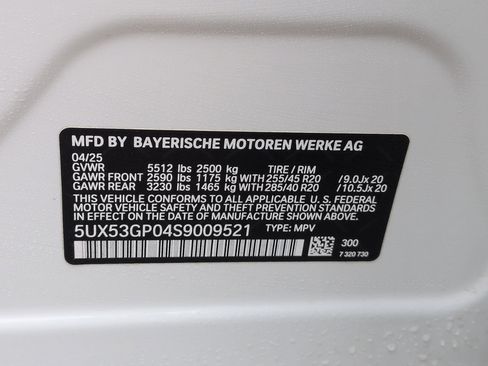 MFD BY BAYERISCHE MOTOREN WERKE AG
04/25
GVWR 5512 lbs 2500 kg TIRE / RIM
GAWR FRONT 2590 lbs 1175 kg WITH 255/45 R20 /9.0Jx 20
GAWR REAR 3230 lbs 1465 kg WITH 285/40 R20 /10.5Jx 20
THIS VEHICLE CONFORMS TO ALL APPLICABLE U. S. FEDERAL
MOTOR VEHICLE SAFETY, BUMPER, AND THEFT PREVENTION
STANDARDS IN EFFECT ON THE DATE OF MANUFACTURE
SHOWN ABOVE.
5UX53GP04S9009521 TYPE: MPV
300
7 320 730